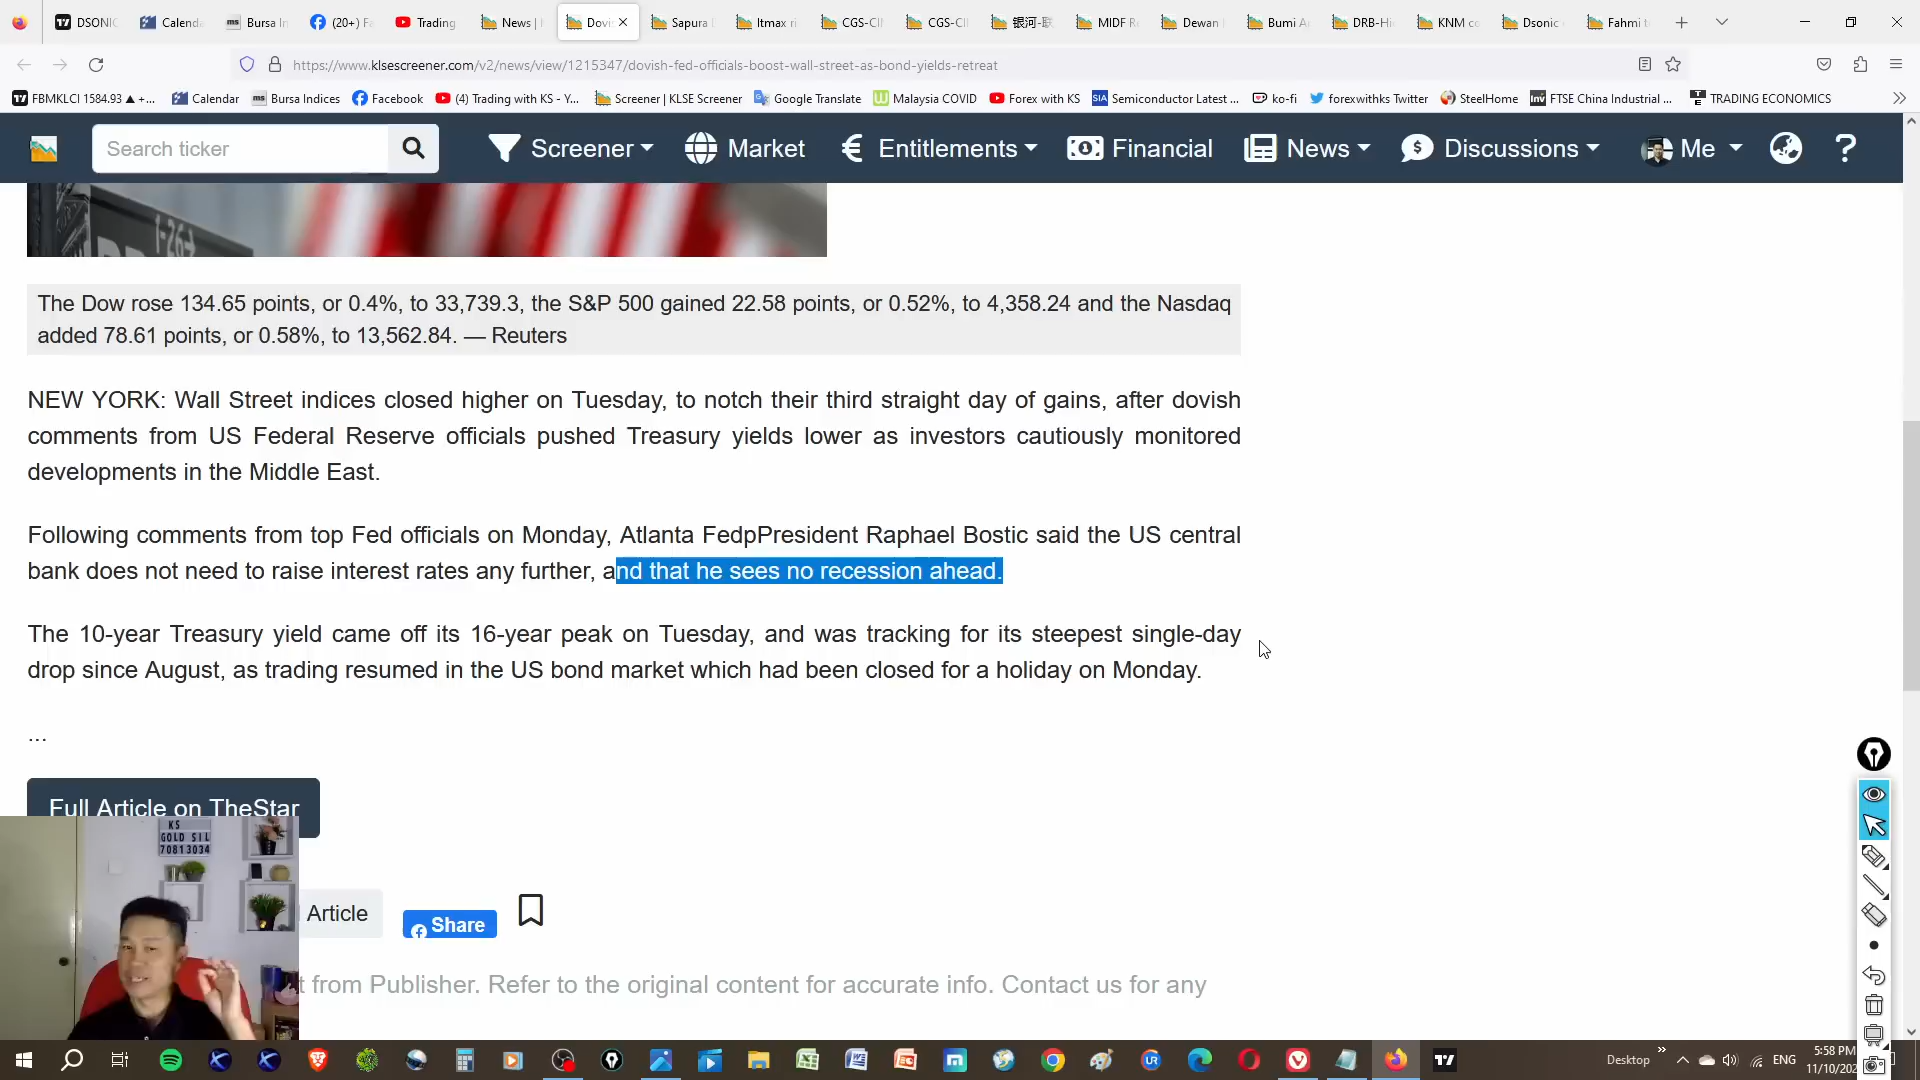 DSONIC
Calenda
Bursa In
(20+) Fa
Trading
News |
Dovis
Sapura
Itmax ri
CGS-CI
CGS-CI
银河-联
MIDF R
Dewan
Bumi A
DRB-Hi
KNM co
Dsonic
Fahmi t
https://www.klsescreener.com/v2/news/view/1215347/dovish-fed-officials-boost-wall-street-as-bond-yields-retreat
FBMKLCI 1584.93 ▲ +...
Calendar
Bursa Indices
Facebook
(4) Trading with KS - Y...
Screener | KLSE Screener
Google Translate
Malaysia COVID
Forex with KS
Semiconductor Latest ...
ko-fi
forexwithks Twitter
SteelHome
FTSE China Industrial ...
TRADING ECONOMICS
Search ticker
Screener
Market
Entitlements
Financial
News
Discussions
Me
?
The Dow rose 134.65 points, or 0.4%, to 33,739.3, the S&P 500 gained 22.58 points, or 0.52%, to 4,358.24 and the Nasdaq
added 78.61 points, or 0.58%, to 13,562.84. — Reuters
NEW YORK: Wall Street indices closed higher on Tuesday, to notch their third straight day of gains, after dovish
comments from US Federal Reserve officials pushed Treasury yields lower as investors cautiously monitored
developments in the Middle East.
Following comments from top Fed officials on Monday, Atlanta FedpPresident Raphael Bostic said the US central
bank does not need to raise interest rates any further, and that he sees no recession ahead.
The 10-year Treasury yield came off its 16-year peak on Tuesday, and was tracking for its steepest single-day
drop since August, as trading resumed in the US bond market which had been closed for a holiday on Monday.
...
Full Article on TheStar
KS
GOLD SIL
70813034
Article
Share
t from Publisher. Refer to the original content for accurate info. Contact us for any
Desktop
ENG
5:58 PM
11/10/202